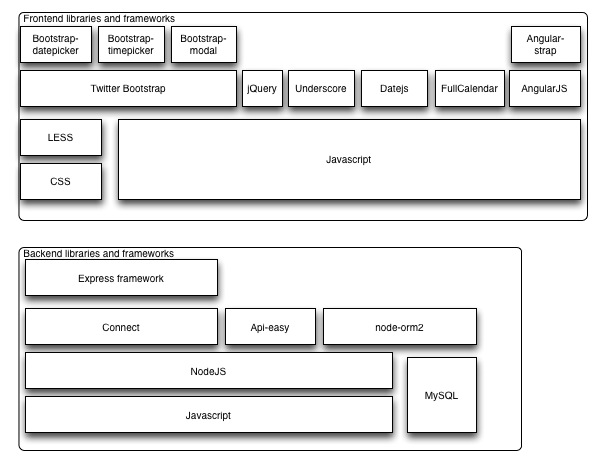 Frontend libraries and frameworks
Bootstrap-
datepicker
Bootstrap-
timepicker
Bootstrap-
modal
Angular-
strap
Twitter Bootstrap
jQuery
Underscore
Datejs
FullCalendar
AngularJS
LESS
Javascript
CSS
Backend libraries and frameworks
Express framework
Connect
Api-easy
node-orm2
NodeJS
MySQL
Javascript